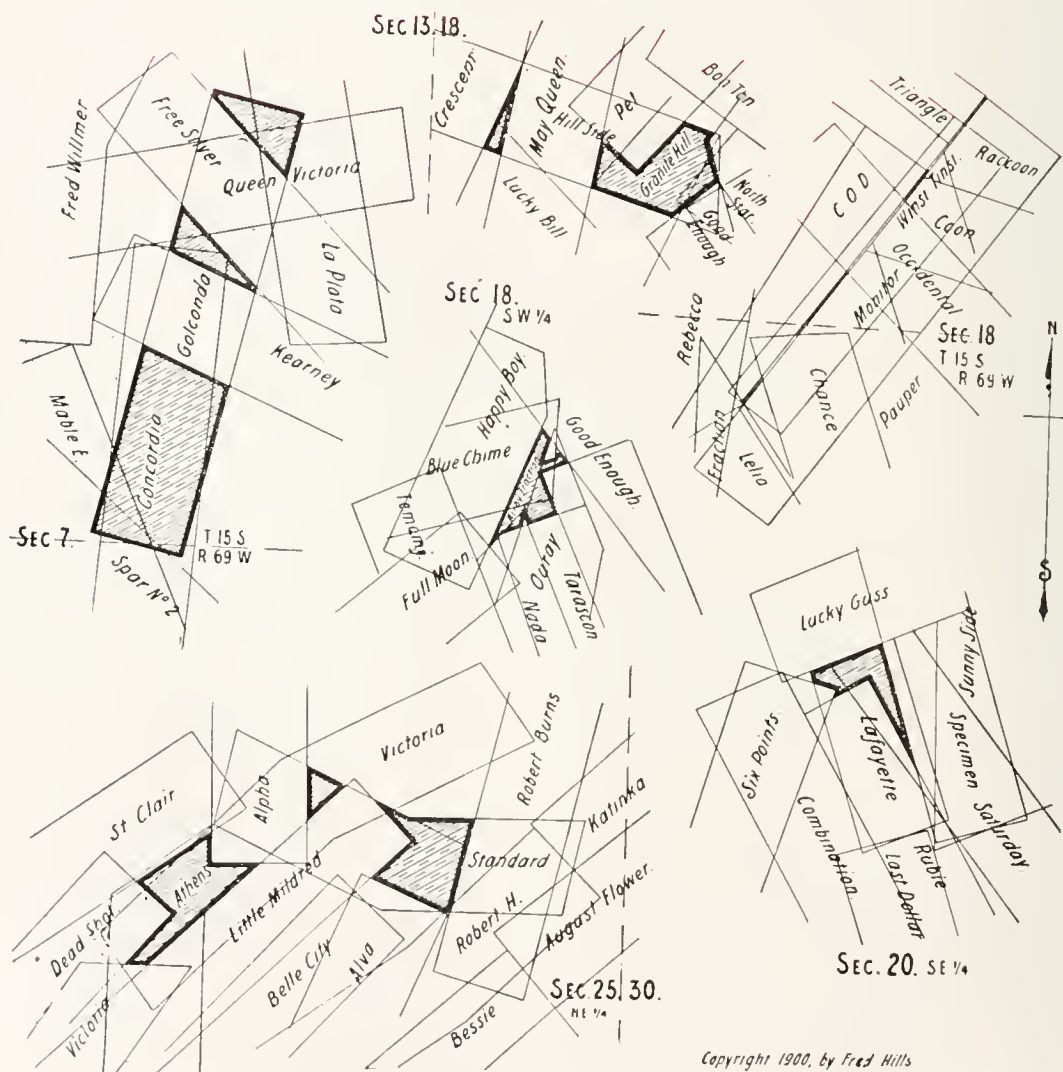 SEC 13. 18.
Fred Willmer
Free Silver
Queen Victoria
La Plata
Golconda
Kearney
Mable E.
Concordia
SEC 7.
T 15 S
R 69 W
Spar No 2
Crescent
May Queen
Hill Side
Pet
Bon Ton
Lucky Bill
Granite Hill
North Star
Good Enough
Triangle
Raccoon
C O D
Coon
Occidental
Monitor
Rebecca
SEC. 18
T 15 S
R 69 W
Chance
Pauper
Fraction
Lelia
N
S
SEC 18.
S W 1/4
Happy Boy.
Good Enough.
Blue Chime
Temang.
Full Moon
Nada
Ouray
Tarascon
Lucky Guss
Six Points.
Combination.
Lafayette
Last Dollar
Rubie
Specimen
Saturday.
Sunny Side
SEC. 20. SE 1/4
St Clair
Alpha
Victoria
Robert Burns
Katinka
Standard
Athens
Little Mildred
Dead Shot
Belle City
Alva
Robert H.
August Flower.
Victoria
Bessie
SEC. 25. 30.
NE 1/4
Copyright 1900, by Fred Hills